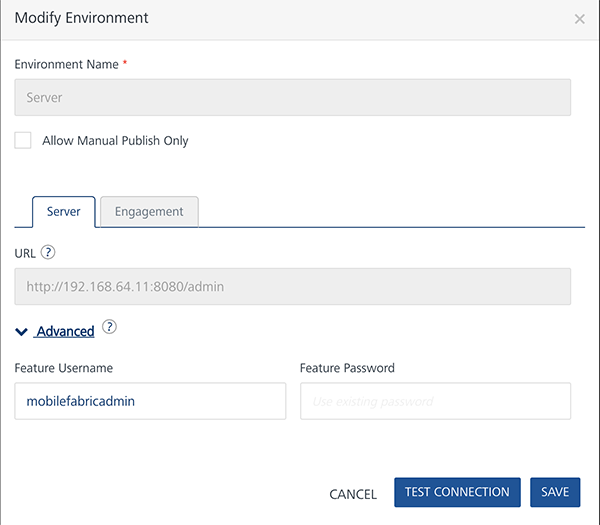 Modify Environment
Environment Name *
Server
Allow Manual Publish Only
Server Engagement
URL ?
http://192.168.64.11:8080/admin
Advanced ?
Feature Username Feature Password
mobilefabricadmin Use existing password
CANCEL TEST CONNECTION SAVE